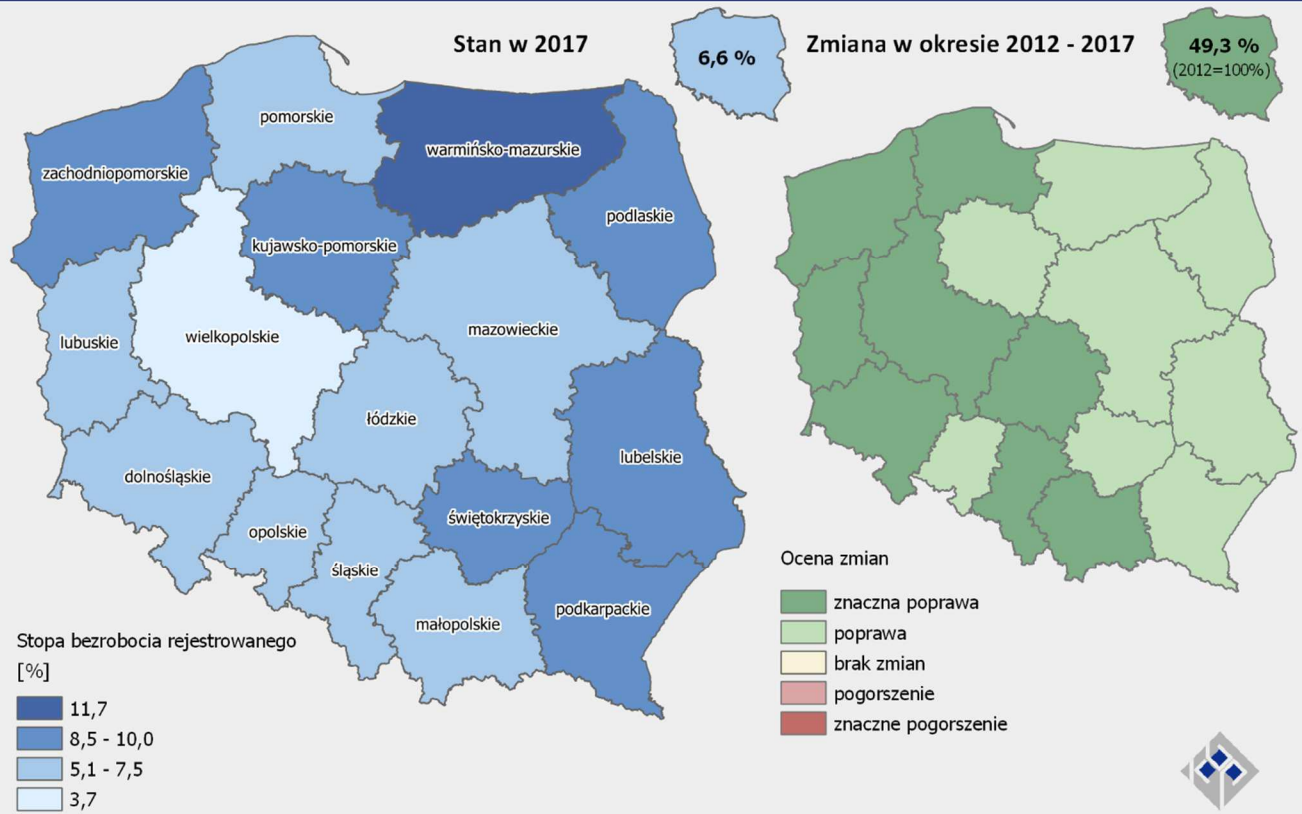 Stan w 2017
6,6 %
Zmiana w okresie 2012 - 2017
49,3 %
(2012=100%)
pomorskie
warmińsko-mazurskie
zachodniopomorskie
podlaskie
kujawsko-pomorskie
mazowieckie
wielkopolskie
lubuskie
łódzkie
lubelskie
dolnośląskie
świętokrzyskie
opolskie
śląskie
podkarpackie
małopolskie
Stopa bezrobocia rejestrowanego
[%]
11,7
8,5 - 10,0
5,1 - 7,5
3,7
Ocena zmian
znaczna poprawa
poprawa
brak zmian
pogorszenie
znaczne pogorszenie